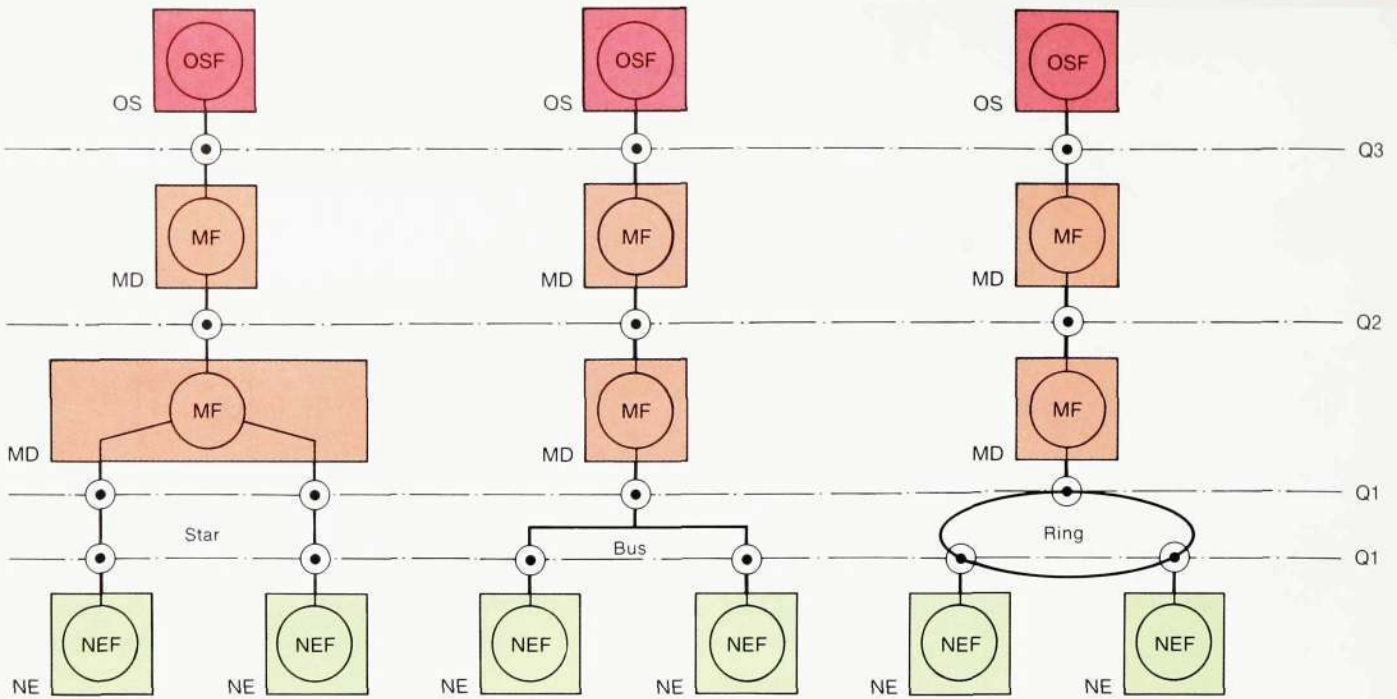 OSF OSF OSF
OS OS OS
Q3
MF MF MF
MD MD MD
Q2
MF MF MF
MD MD MD
Q1
Star Bus Ring
Q1
NEF NEF NEF NEF NEF NEF
NE NE NE NE NE NE